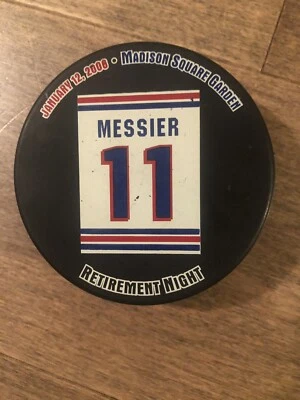 JANUARY 12, 2006 • MADISON SQUARE GARDEN
MESSIER
11
RETIREMENT NIGHT